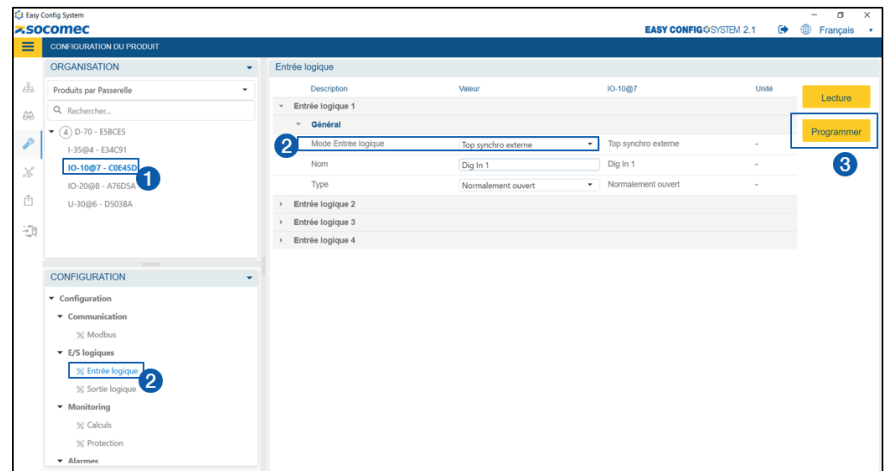 Easy Config System
socomec
EASY CONFIG SYSTEM 2.1 Français
CONFIGURATION DU PRODUIT
ORGANISATION
Produits par Passerelle
Rechercher...
4 D-70 - E5BCE5
I-35@4 - E34C91
IO-10@7 - C0E45D
1
IO-20@8 - A76D5A
U-30@6 - D503BA
CONFIGURATION
Configuration
Communication
Modbus
E/S logiques
Entrée logique
2
Sortie logique
Monitoring
Calculs
Protection
Alarmes
Entrée logique
Description Valeur IO-10@7 Unité
Entrée logique 1
Général
2 Mode Entrée logique Top synchro externe Top synchro externe -
Nom Dig In 1 Dig In 1 -
Type Normalement ouvert Normalement ouvert -
Entrée logique 2
Entrée logique 3
Entrée logique 4
Lecture
Programmer
3